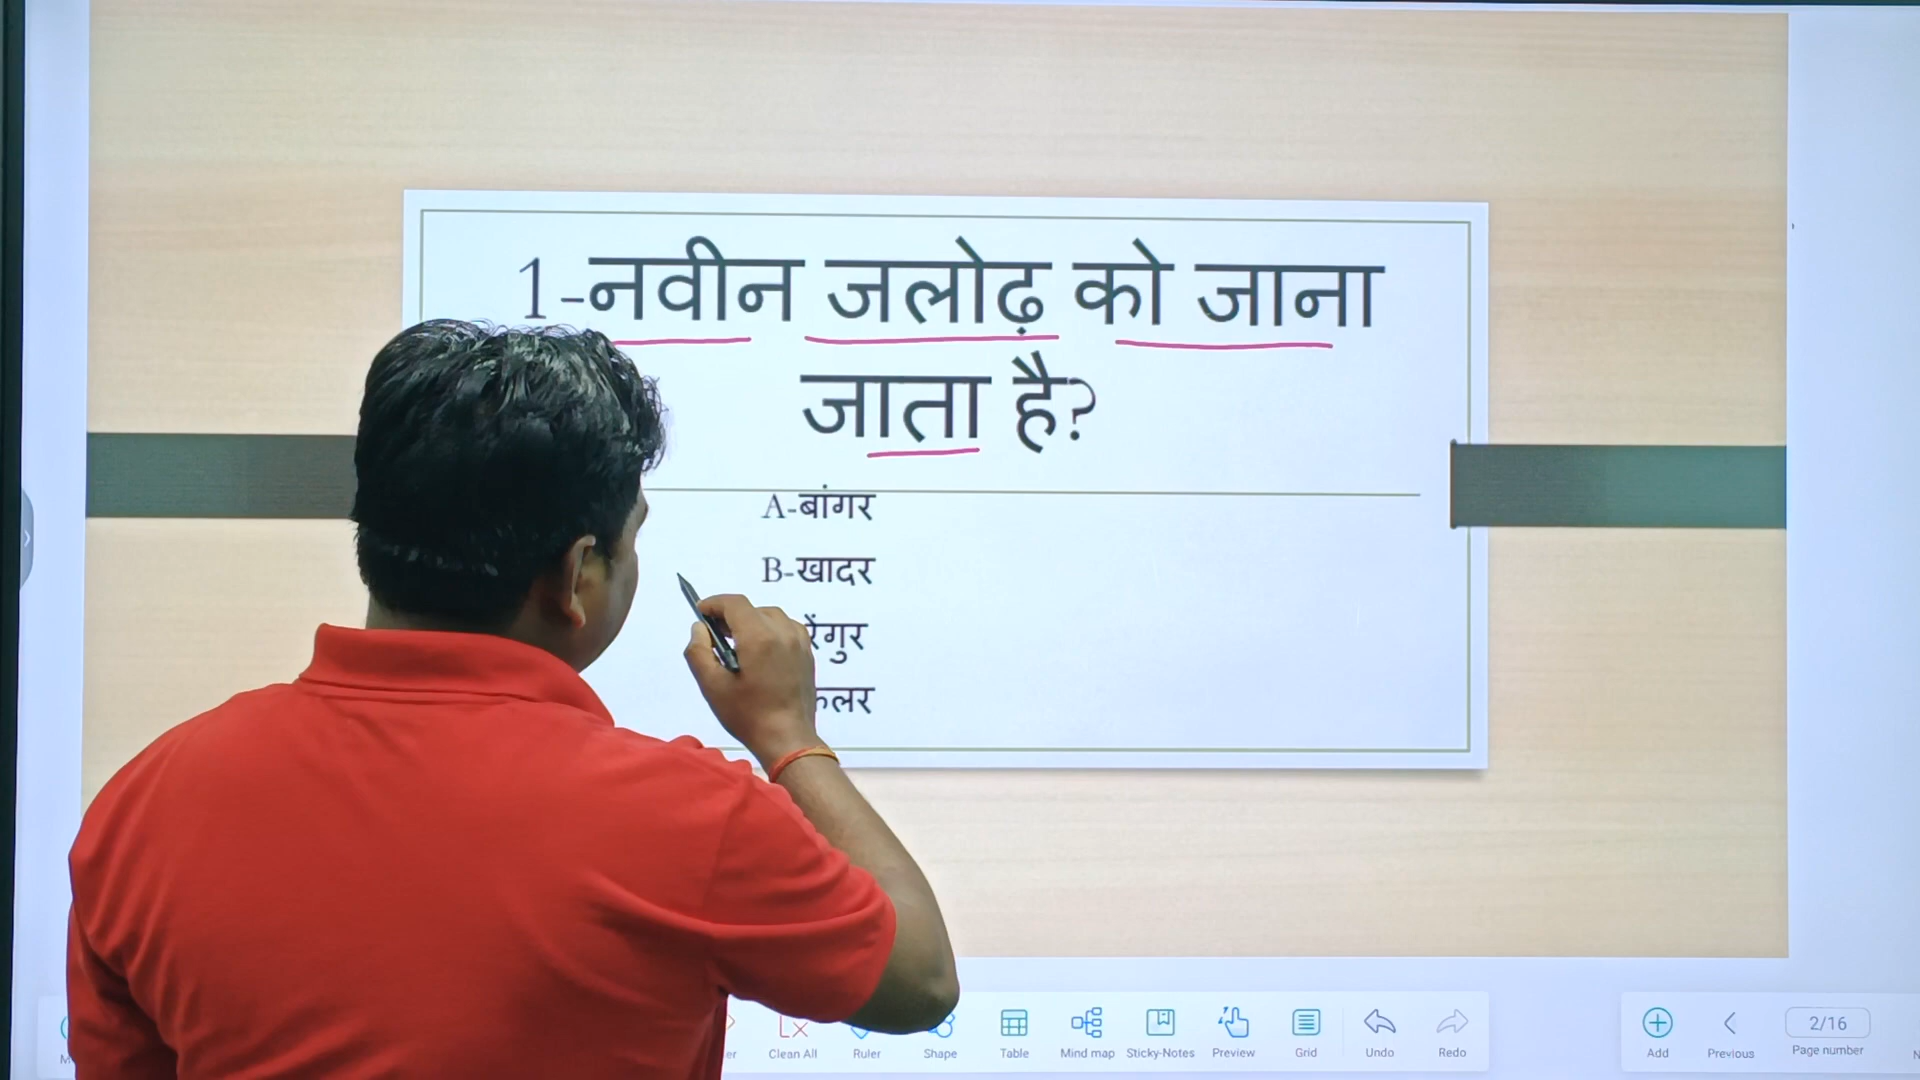 1-नवीन जलोढ़ को जाना
जाता है?
A-बांगर
B-खादर
रेंगुर
Clean All
Ruler
Shape
Table
Mind map
Sticky-Notes
Preview
Grid
Undo
Redo
Add
Previous
2/16
Page number